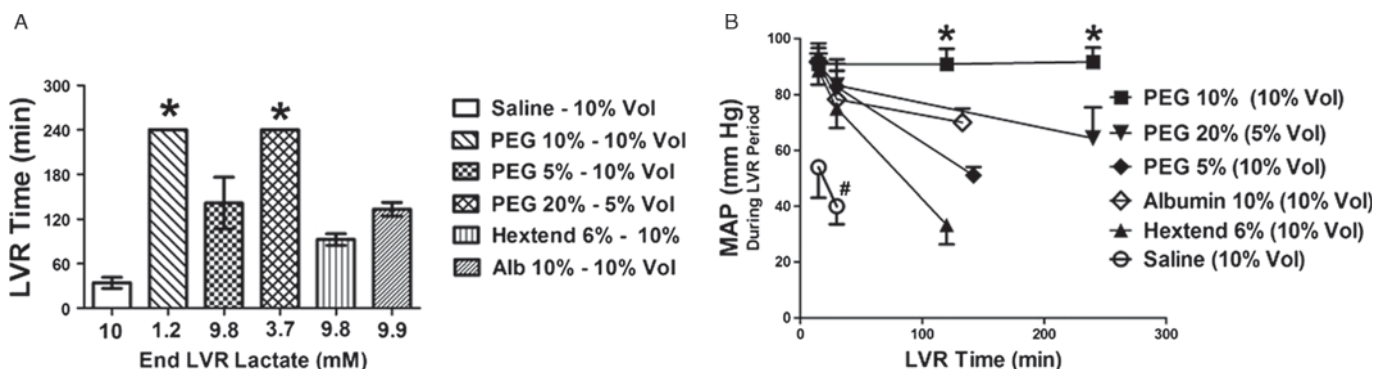 A
LVR Time (min)
300
240
180
120
60
0
*
*
10 1.2 9.8 3.7 9.8 9.9
End LVR Lactate (mM)
Saline - 10% Vol
PEG 10% - 10% Vol
PEG 5% - 10% Vol
PEG 20% - 5% Vol
Hextend 6% - 10%
Alb 10% - 10% Vol
B
MAP (mm Hg)
During LVR Period
100
80
60
40
20
0
*
*
#
0 100 200 300
LVR Time (min)
PEG 10% (10% Vol)
PEG 20% (5% Vol)
PEG 5% (10% Vol)
Albumin 10% (10% Vol)
Hextend 6% (10% Vol)
Saline (10% Vol)